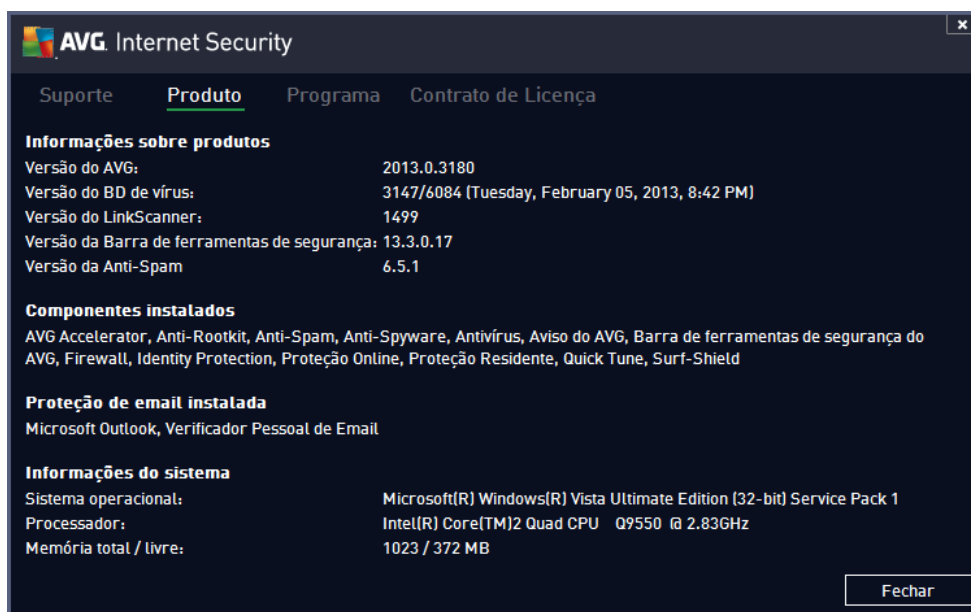 AVG. Internet Security
Suporte Produto Programa Contrato de Licença
Informações sobre produtos
Versão do AVG: 2013.0.3180
Versão do BD de vírus: 3147/6084 (Tuesday, February 05, 2013, 8:42 PM)
Versão do LinkScanner: 1499
Versão da Barra de ferramentas de segurança: 13.3.0.17
Versão da Anti-Spam 6.5.1
Componentes instalados
AVG Accelerator, Anti-Rootkit, Anti-Spam, Anti-Spyware, Antivírus, Aviso do AVG, Barra de ferramentas de segurança do
AVG, Firewall, Identity Protection, Proteção Online, Proteção Residente, Quick Tune, Surf-Shield
Proteção de email instalada
Microsoft Outlook, Verificador Pessoal de Email
Informações do sistema
Sistema operacional: Microsoft(R) Windows(R) Vista Ultimate Edition (32-bit) Service Pack 1
Processador: Intel(R) Core(TM)2 Quad CPU Q9550 @ 2.83GHz
Memória total / livre: 1023 / 372 MB
Fechar